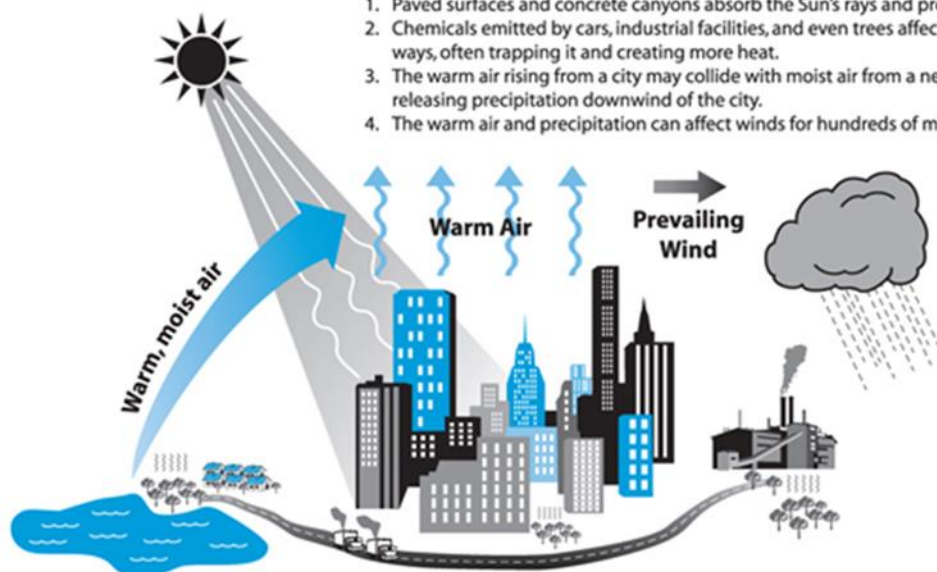 1. Paved surfaces and concrete canyons absorb the Sun's rays and pr
2. Chemicals emitted by cars, industrial facilities, and even trees affec
ways, often trapping it and creating more heat.
3. The warm air rising from a city may collide with moist air from a ne
releasing precipitation downwind of the city.
4. The warm air and precipitation can affect winds for hundreds of m
Warm Air
Prevailing
Wind
Warm, moist air